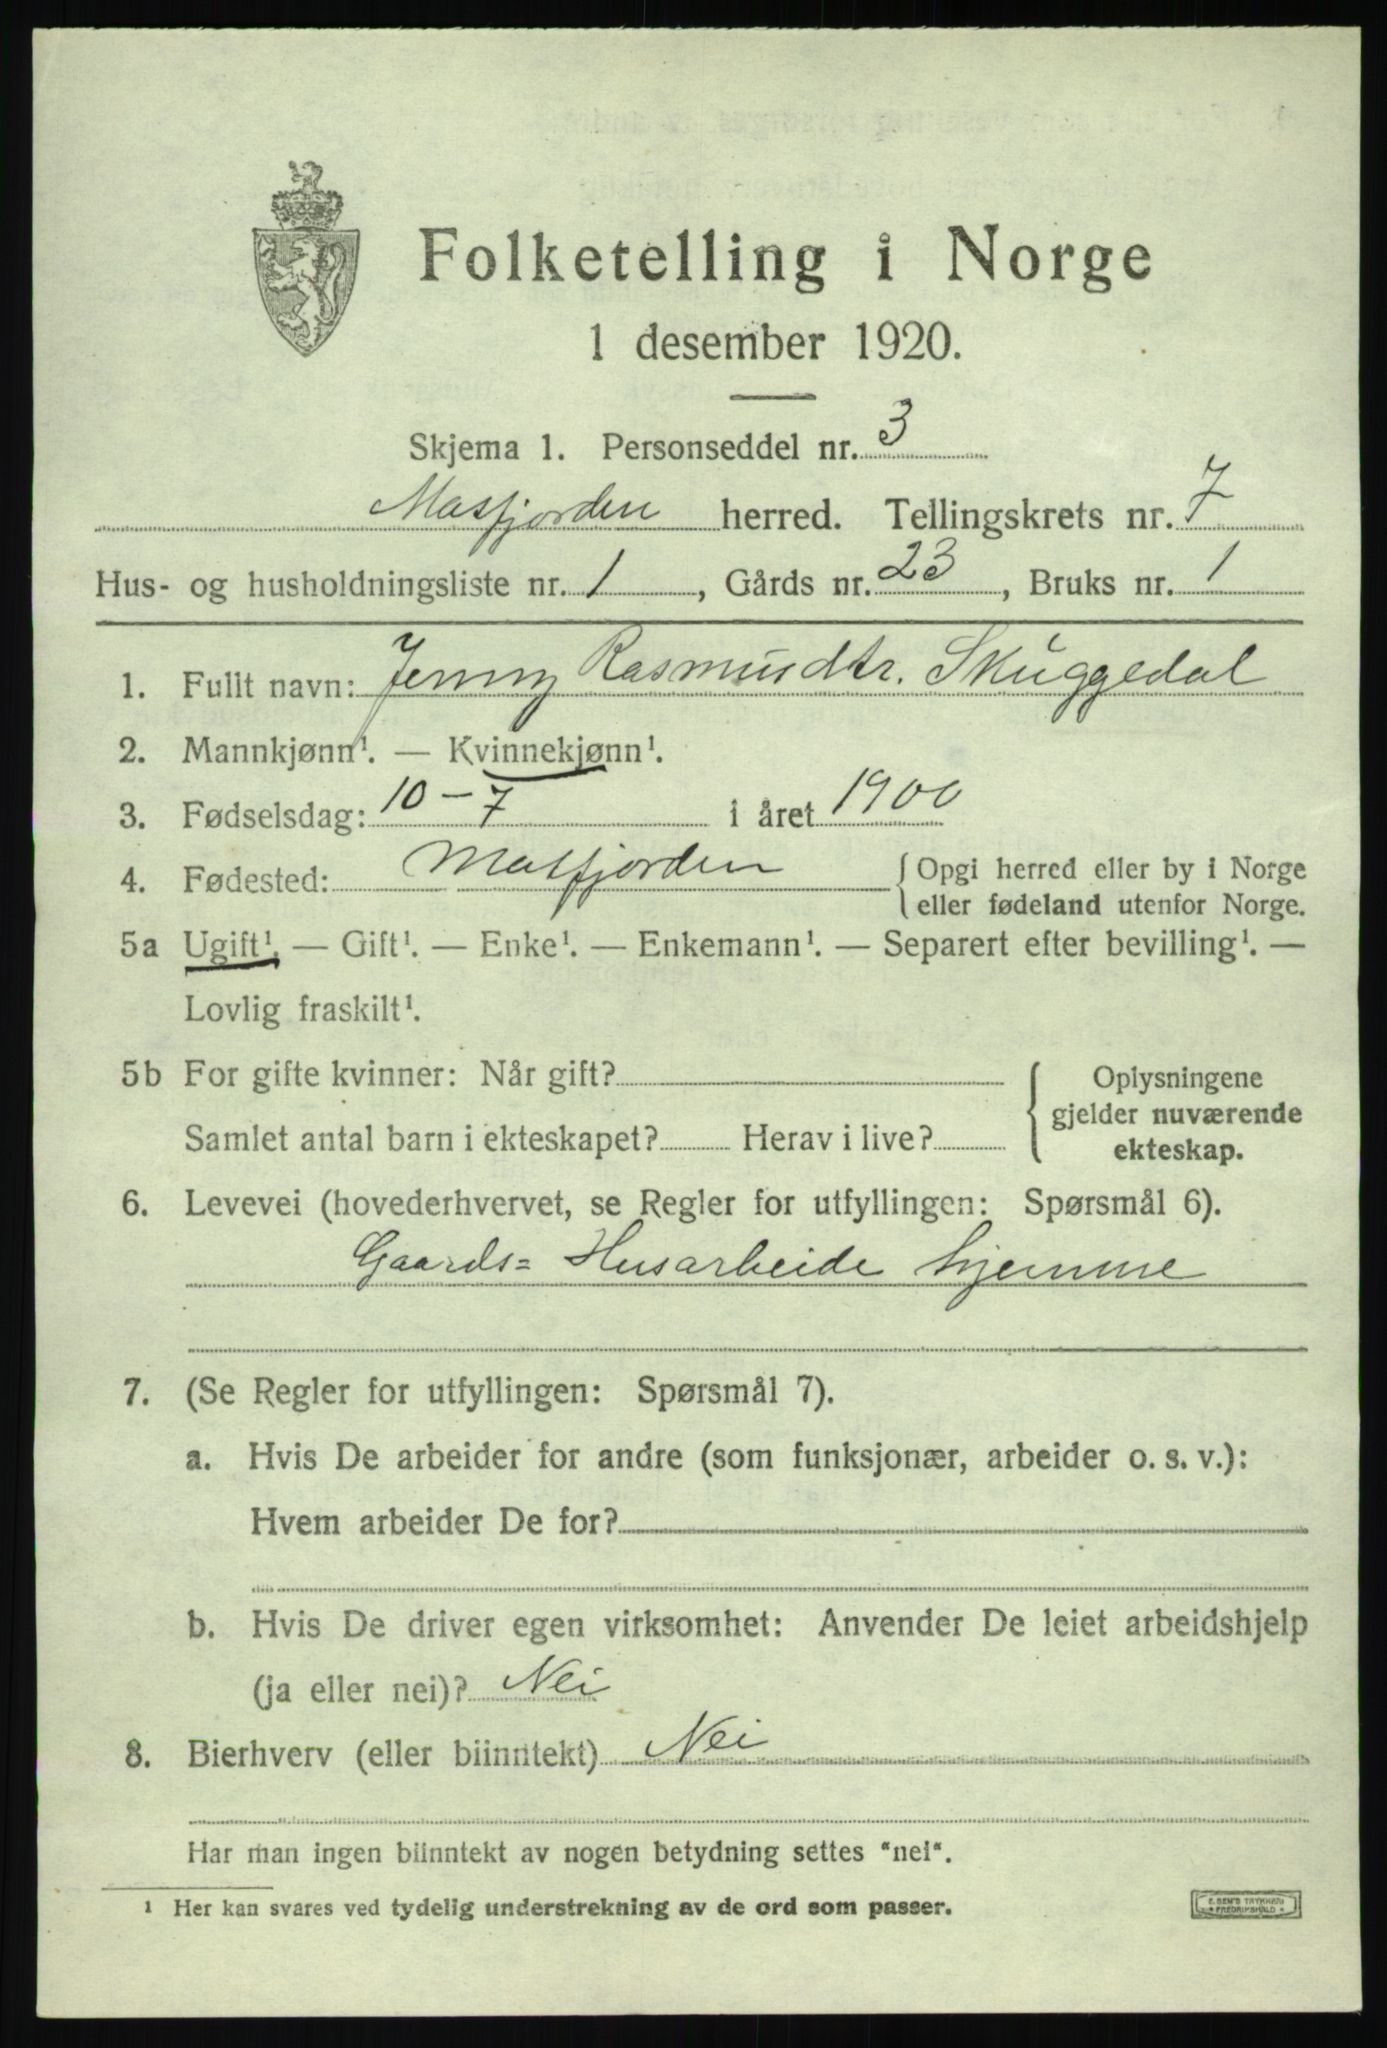 Folketelling i Norge
1 desember 1920.
Skjema 1. Personseddel nr. 3
Masfjorden herred. Tellingskrets nr. 7
Hus- og husholdningsliste nr. 1, Gårds nr. 23, Bruks nr. 1
1. Fullt navn: Jenny Rasmusdtr. Skuggedal
2. Mannkjønn¹. — Kvinnekjønn¹.
3. Fødselsdag: 10-7 i året 1900
4. Fødested: Masfjorden { Opgi herred eller by i Norge
eller fødeland utenfor Norge.
5a Ugift¹. — Gift¹. — Enke¹. — Enkemann¹. — Separert efter bevilling¹. —
Lovlig fraskilt¹.
5b For gifte kvinner: Når gift?
Samlet antal barn i ekteskapet? Herav i live?
{ Oplysningene
gjelder nuværende
ekteskap.
6. Levevei (hovederhvervet, se Regler for utfyllingen: Spørsmål 6).
Gaards= Husarbeide hjemme
7. (Se Regler for utfyllingen: Spørsmål 7).
a. Hvis De arbeider for andre (som funksjonær, arbeider o. s. v.):
Hvem arbeider De for?
b. Hvis De driver egen virksomhet: Anvender De leiet arbeidshjelp
(ja eller nei)? Nei
8. Bierhverv (eller biinntekt) Nei
Har man ingen biinntekt av nogen betydning settes "nei".
¹ Her kan svares ved tydelig understrekning av de ord som passer.
E. SEM'S TRYKKERI
FREDRIKSHALD